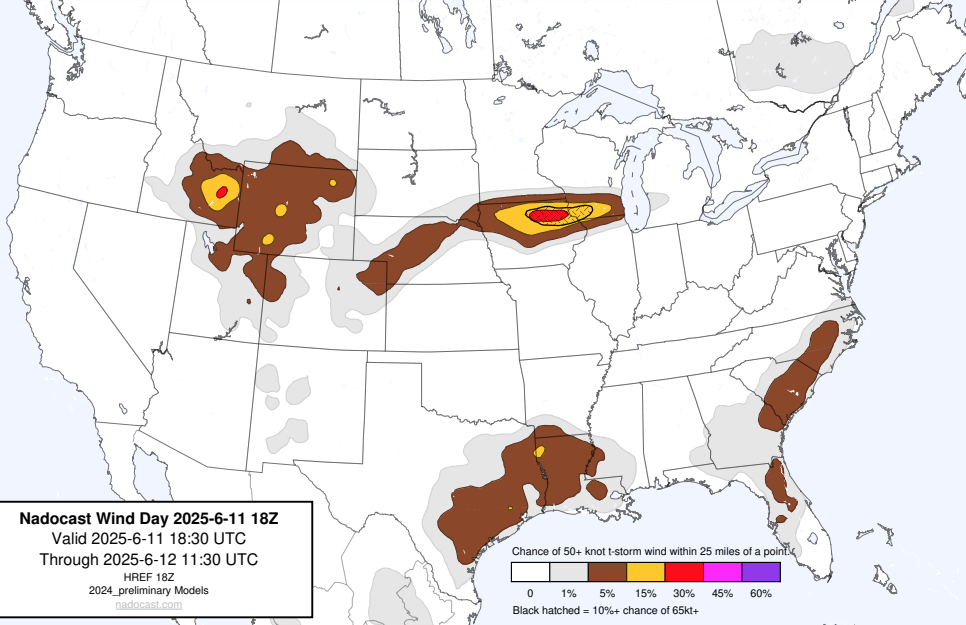 Nadocast Wind Day 2025-6-11 18Z
Valid 2025-6-11 18:30 UTC
Through 2025-6-12 11:30 UTC
HREF 18Z
2024_preliminary Models
nadocast.com
Chance of 50+ knot t-storm wind within 25 miles of a point.
0 1% 5% 15% 30% 45% 60%
Black hatched = 10%+ chance of 65kt+